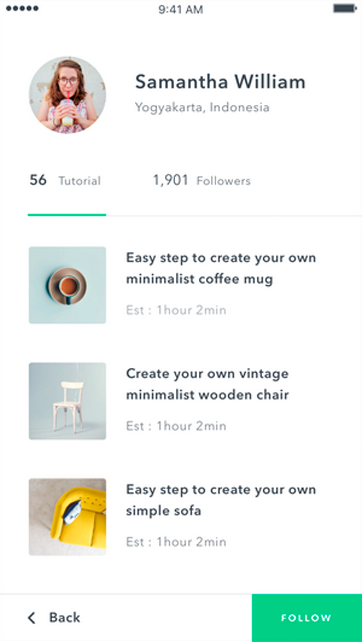 9:41 AM
Samantha William
Yogyakarta, Indonesia
56 Tutorial 1,901 Followers
Easy step to create your own
minimalist coffee mug
Est : 1hour 2min
Create your own vintage
minimalist wooden chair
Est : 1hour 2min
Easy step to create your own
simple sofa
Est : 1hour 2min
Back FOLLOW